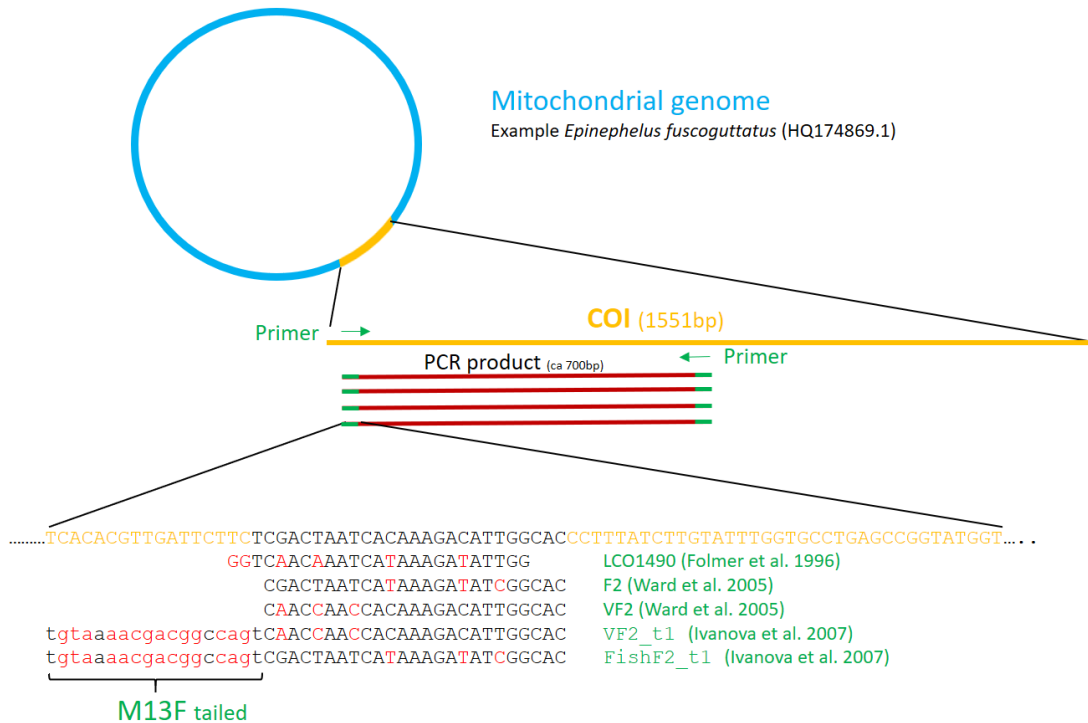 Mitochondrial genome
Example Epinephelus fuscoguttatus (HQ174869.1)
COI (1551bp)
Primer
Primer
PCR product (ca 700bp)
.........TCACACGTTGATTCTTCTCGACTAATCACAAAGACATTGGCACCCTTTATCTTGTATTTGGTGCCTGAGCCGGTATGGT.....
GGTCAACAAATCATAAAGATATTGG LCO1490 (Folmer et al. 1996)
CGACTAATCATAAAGATATCGGCAC F2 (Ward et al. 2005)
CAACCAACCACAAAGACATTGGCAC VF2 (Ward et al. 2005)
tgtaaaacgacggccagtCAACCAACCACAAAGACATTGGCAC VF2_t1 (Ivanova et al. 2007)
tgtaaaacgacggccagtCGACTAATCATAAAGATATCGGCAC FishF2_t1 (Ivanova et al. 2007)
M13F tailed